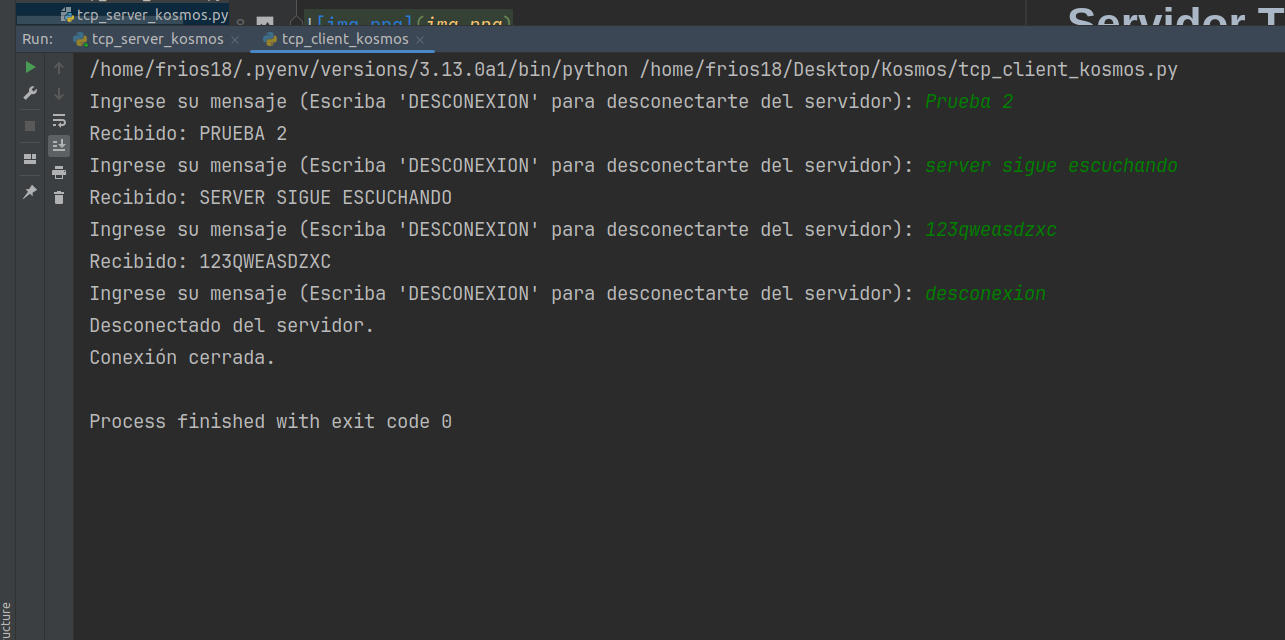 tcp_server_kosmos.py
![img.png](img.png)
Servidor T
Run: tcp_server_kosmos tcp_client_kosmos
/home/frios18/.pyenv/versions/3.13.0a1/bin/python /home/frios18/Desktop/Kosmos/tcp_client_kosmos.py
Ingrese su mensaje (Escriba 'DESCONEXION' para desconectarte del servidor): Prueba 2
Recibido: PRUEBA 2
Ingrese su mensaje (Escriba 'DESCONEXION' para desconectarte del servidor): server sigue escuchando
Recibido: SERVER SIGUE ESCUCHANDO
Ingrese su mensaje (Escriba 'DESCONEXION' para desconectarte del servidor): 123qweasdzxc
Recibido: 123QWEASDZXC
Ingrese su mensaje (Escriba 'DESCONEXION' para desconectarte del servidor): desconexion
Desconectado del servidor.
Conexión cerrada.
Process finished with exit code 0
ucture